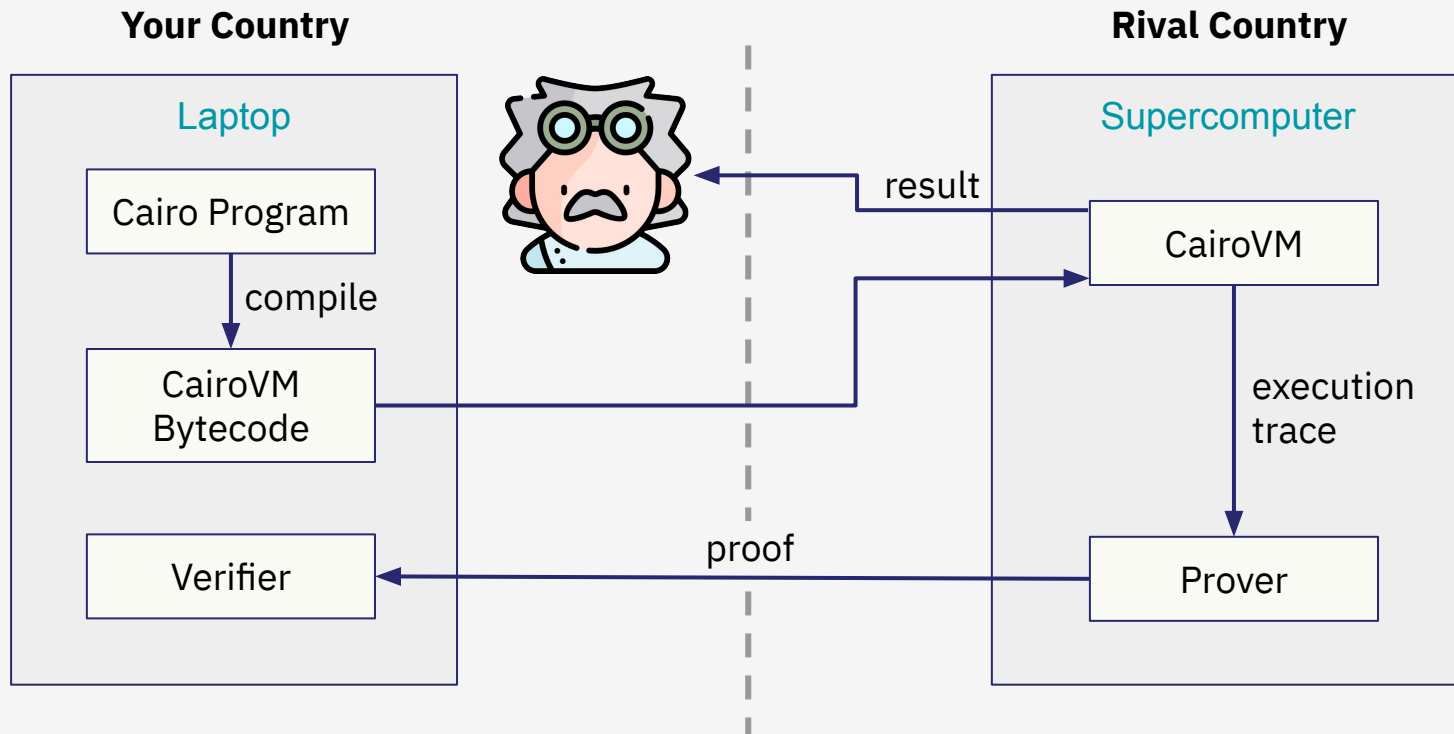 Your Country
Rival Country
Laptop
Supercomputer
Cairo Program
result
CairoVM
compile
CairoVM
Bytecode
execution
trace
proof
Verifier
Prover